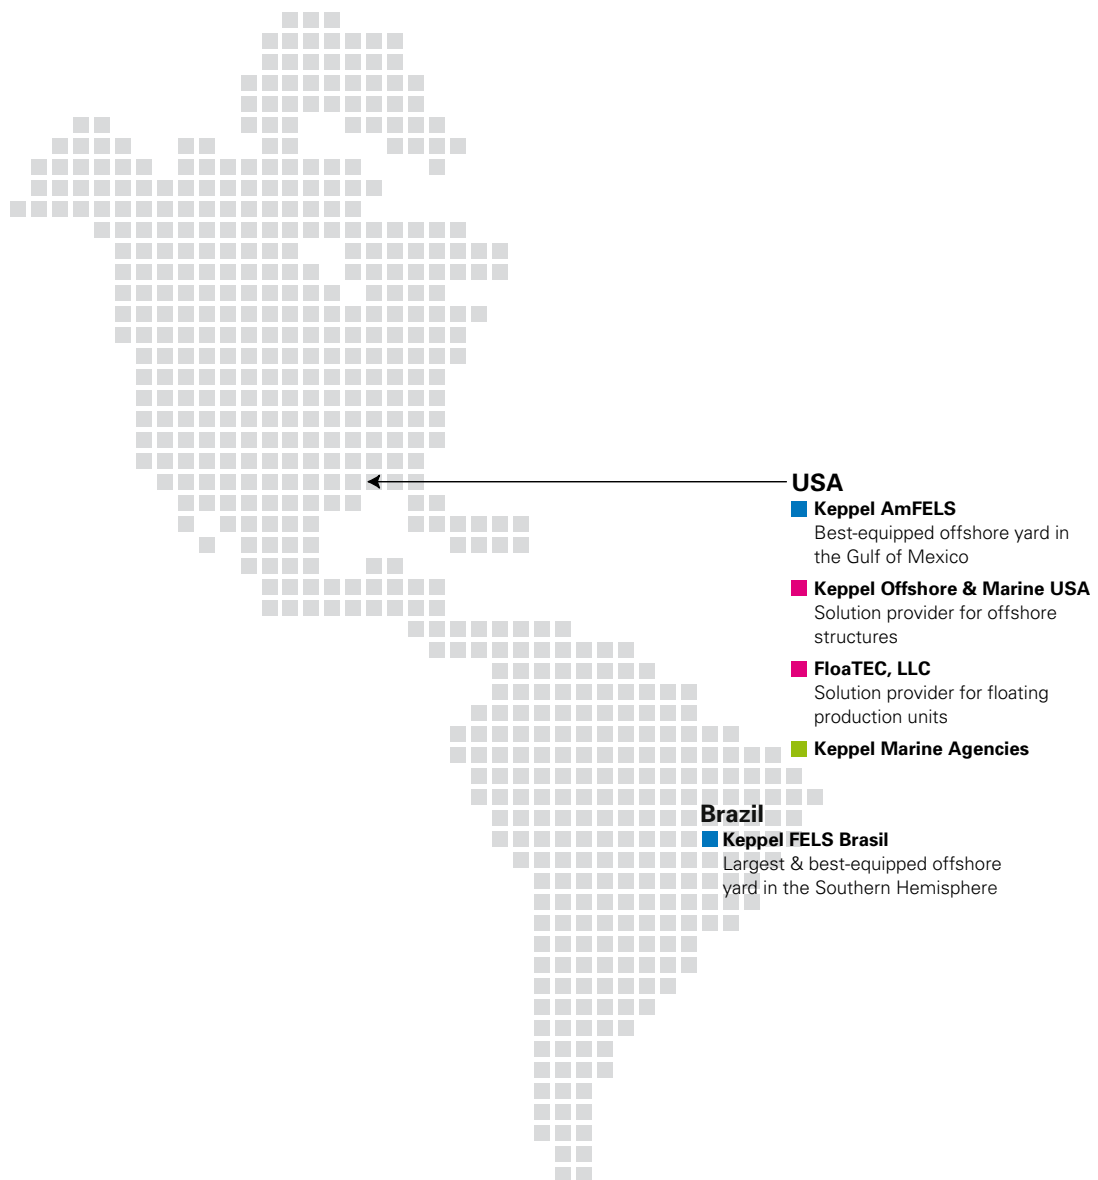 USA
Keppel AmFELS
Best-equipped offshore yard in
the Gulf of Mexico
Keppel Offshore & Marine USA
Solution provider for offshore
structures
FloaTEC, LLC
Solution provider for floating
production units
Keppel Marine Agencies
Brazil
Keppel FELS Brasil
Largest & best-equipped offshore
yard in the Southern Hemisphere